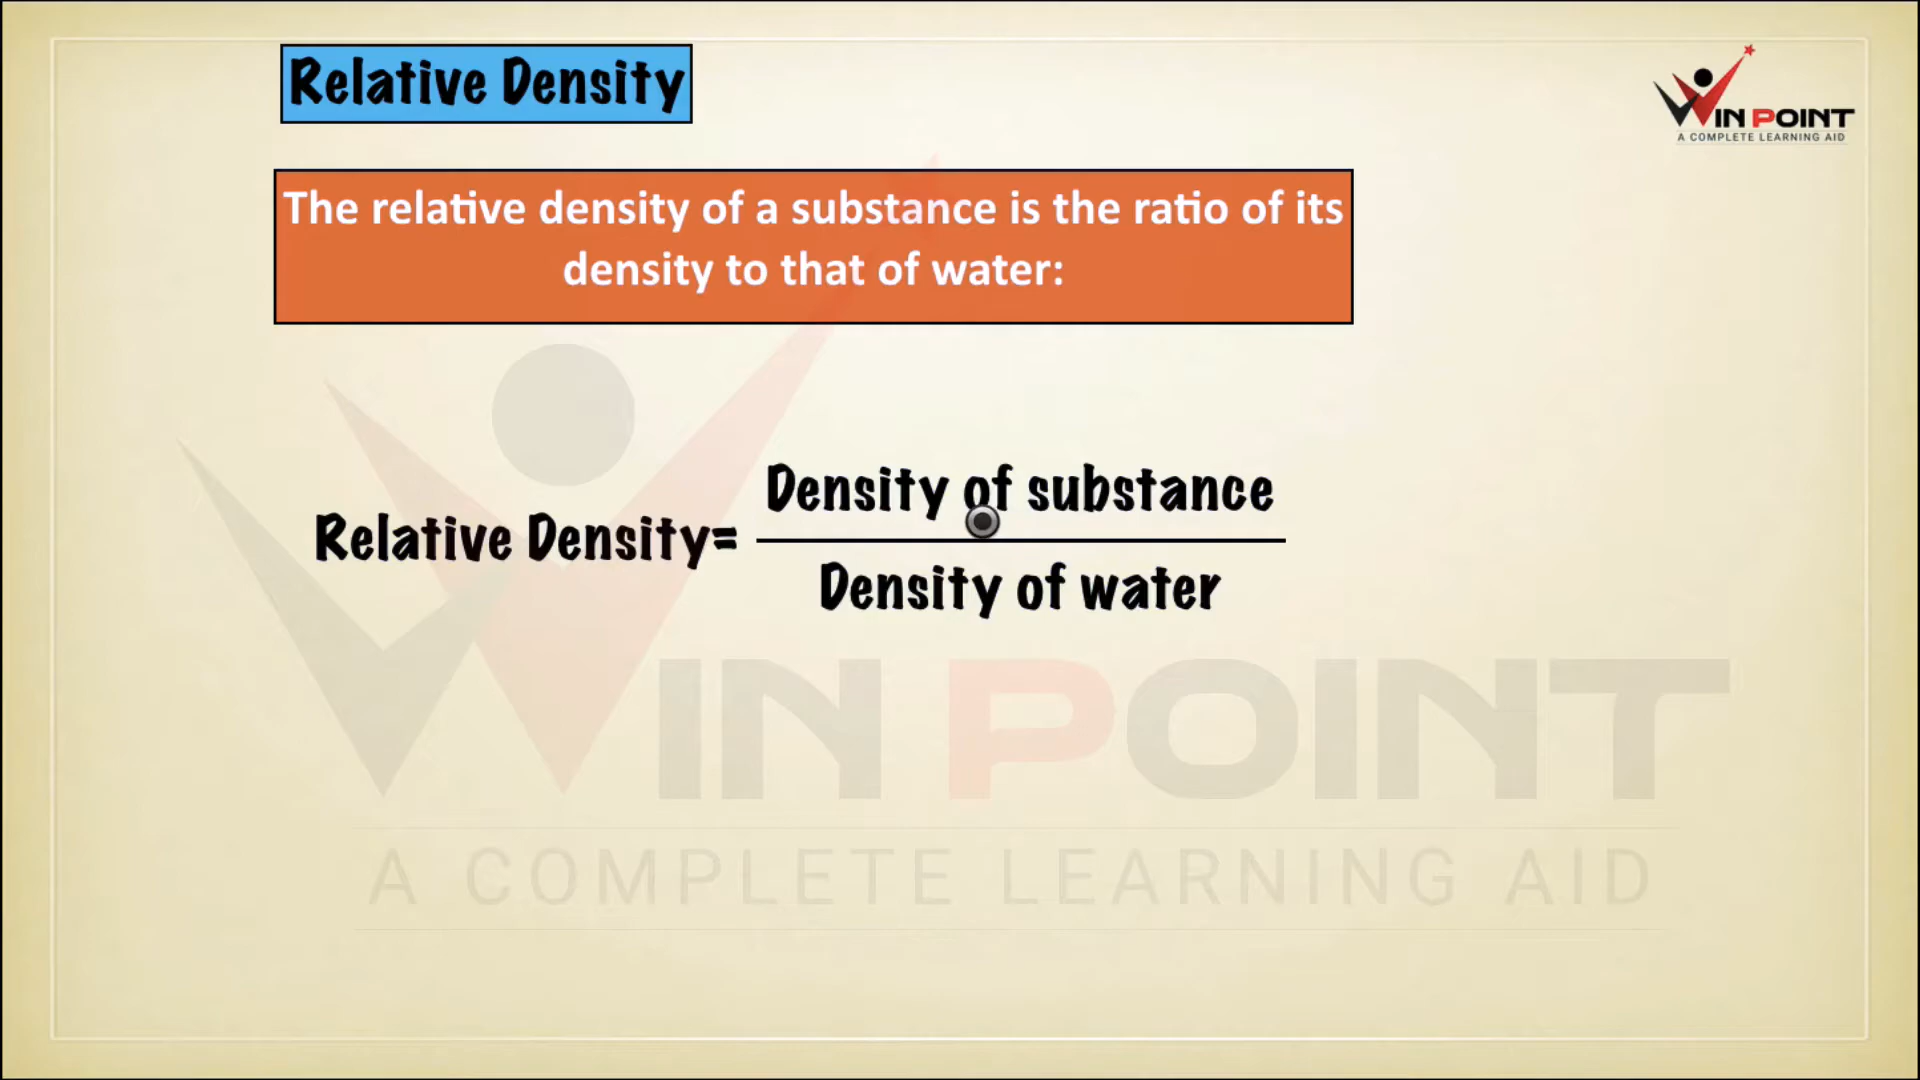 Relative Density
WIN POINT
A COMPLETE LEARNING AID
The relative density of a substance is the ratio of its
density to that of water:
Density of substance
Relative Density=
Density of water
WIN POINT
A COMPLETE LEARNING AID